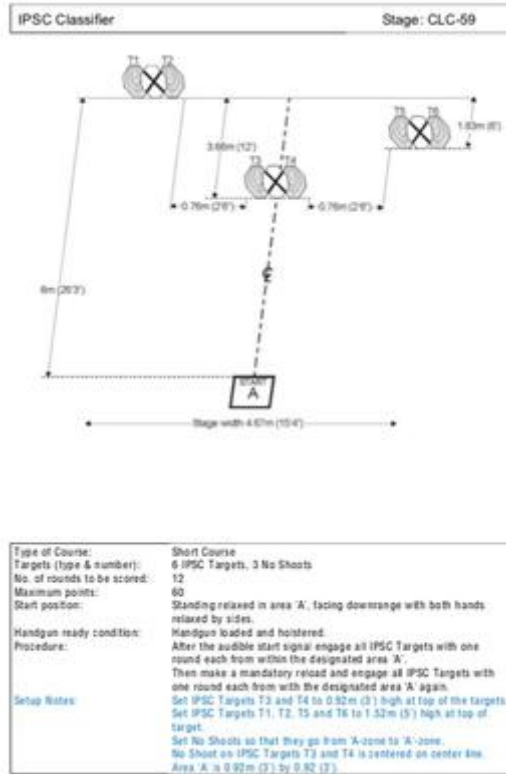 IPSC Classifier Stage: CLC-59
T1 T2
T5 T6
1.83m (6')
3.66m (12')
T3 T4
0.76m (2'6") 0.76m (2'6")
8m (26'3")
START
A
Stage width 4.67m (15'4")
Type of Course: Short Course
Targets (type & number): 6 IPSC Targets, 3 No Shoots
No. of rounds to be scored: 12
Maximum points: 60
Start position: Standing relaxed in area 'A', facing downrange with both hands
relaxed by sides.
Handgun ready condition: Handgun loaded and holstered.
Procedure: After the audible start signal engage all IPSC Targets with one
round each from within the designated area 'A'.
Then make a mandatory reload and engage all IPSC Targets with
one round each from with the designated area 'A' again.
Setup Notes: Set IPSC Targets T3 and T4 to 0.92m (3') high at top of the targets
Set IPSC Targets T1, T2, T5 and T6 to 1.52m (5') high at top of
target.
Set No Shoots so that they go from 'A-zone to 'A'-zone.
No Shoot on IPSC Targets T3 and T4 is centered on center line.
Area 'A' is 0.92m (3') by 0.92 (3').